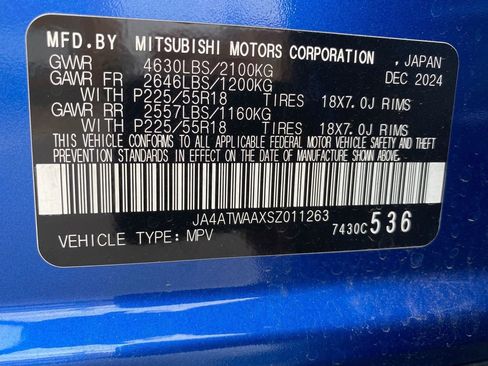 MFD.BY MITSUBISHI MOTORS CORPORATION , JAPAN
GVWR 4630LBS/2100KG DEC 2024
GAWR FR 2646LBS/1200KG
WITH P225/55R18 TIRES 18X7.0J RIMS
GAWR RR 2557LBS/1160KG
WITH P225/55R18 TIRES 18X7.0J RIMS
THIS VEHICLE CONFORMS TO ALL APPLICABLE FEDERAL MOTOR VEHICLE SAFETY AND THEFT
PREVENTION STANDARDS IN EFFECT ON THE DATE OF MANUFACTURE SHOWN ABOVE.
JA4ATWAAXSZ011263
VEHICLE TYPE: MPV 7430C 536